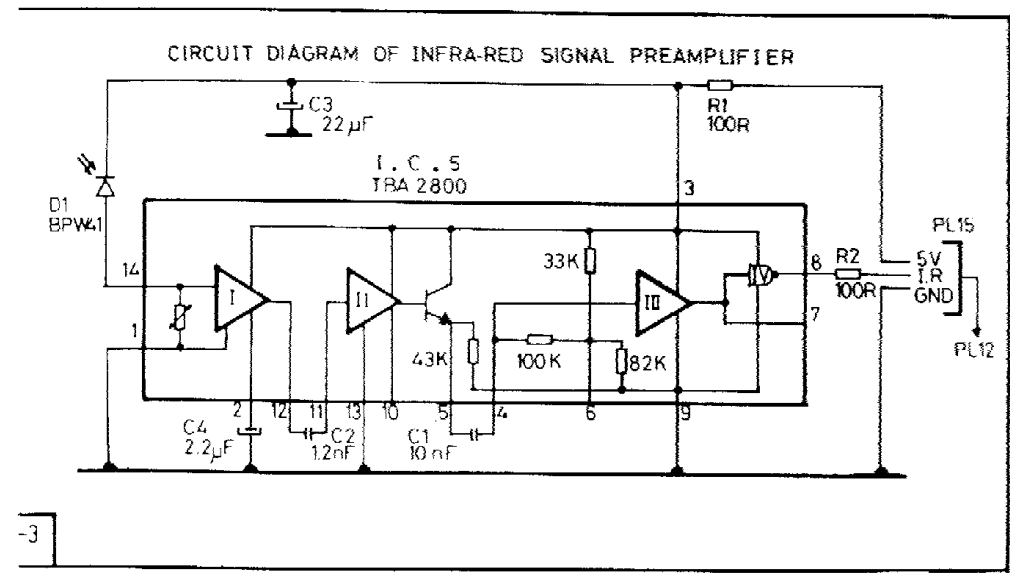 CIRCUIT DIAGRAM OF INFRA-RED SIGNAL PREAMPLIFIER
C3
22 µF
R1
100R
I.C.5
TBA 2800
3
D1
BPW41
PL15
14
33K
IV
8
R2
5V
I.R
GND
100R
I
II
III
7
1
PL12
43K
100K
82K
2
12
11
13
10
5
4
6
9
C4
2.2µF
C2
1.2nF
C1
10nF
-3